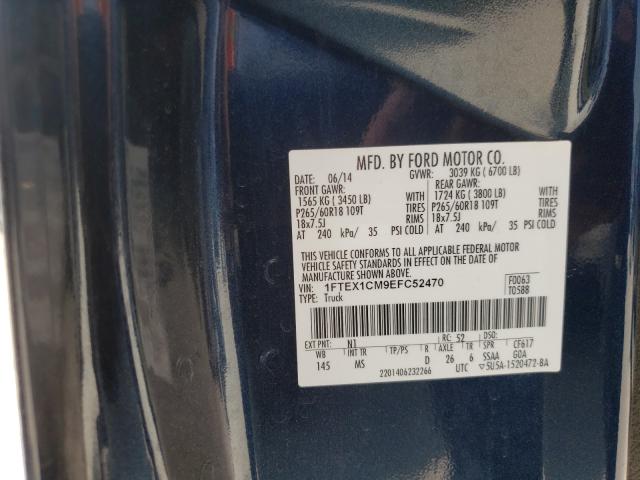 MFD. BY FORD MOTOR CO.
DATE: 06/14 GVWR: 3039 KG ( 6700 LB)
FRONT GAWR: REAR GAWR:
1565 KG ( 3450 LB) WITH 1724 KG ( 3800 LB) WITH
P265/60R18 109T TIRES P265/60R18 109T TIRES
18x7.5J RIMS 18x7.5J RIMS
AT 240 kPa/ 35 PSI COLD AT 240 kPa/ 35 PSI COLD
THIS VEHICLE CONFORMS TO ALL APPLICABLE FEDERAL MOTOR
VEHICLE SAFETY STANDARDS IN EFFECT ON THE DATE OF
MANUFACTURE SHOWN ABOVE.
VIN: 1FTEX1CM9EFC52470 F0063
TYPE: Truck T0588
EXT PNT: N1 RC: 52 DSO:
WB INT TR TP/PS R AXLE TR SPR CF617
145 MS D 26 6 SSAA GOA
2201406232266 UTC ▽5U5A-1520472-BA